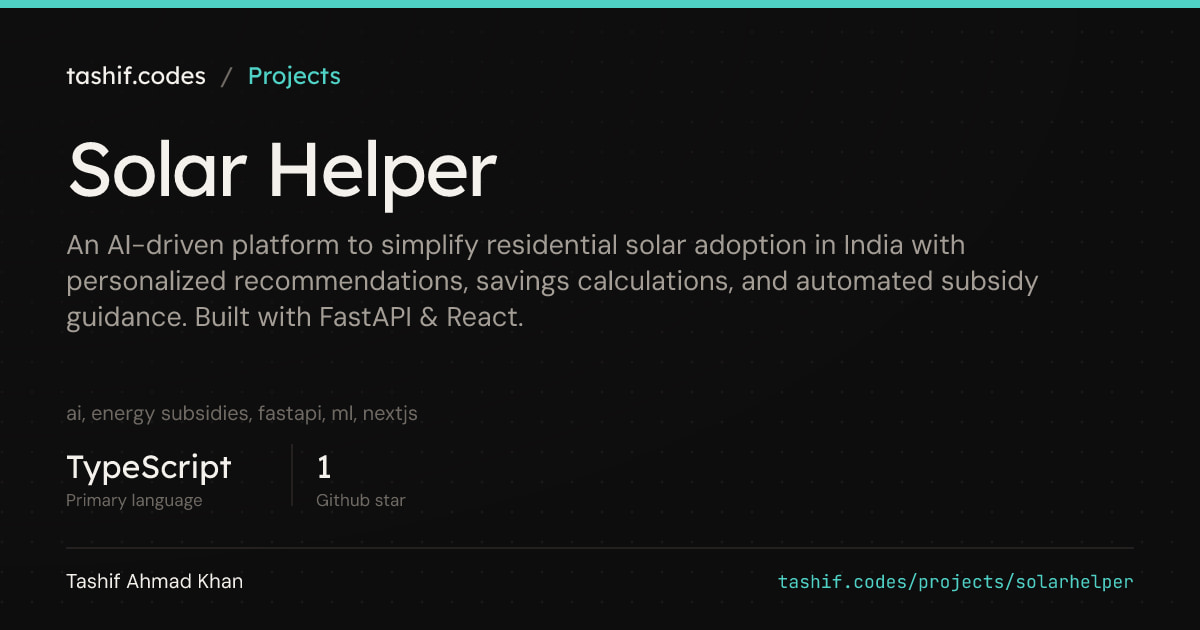 tashif.codes / Projects
Solar Helper
An AI-driven platform to simplify residential solar adoption in India with
personalized recommendations, savings calculations, and automated subsidy
guidance. Built with FastAPI & React.
ai, energy subsidies, fastapi, ml, nextjs
TypeScript
Primary language
1
Github star
Tashif Ahmad Khan
tashif.codes/projects/solarhelper